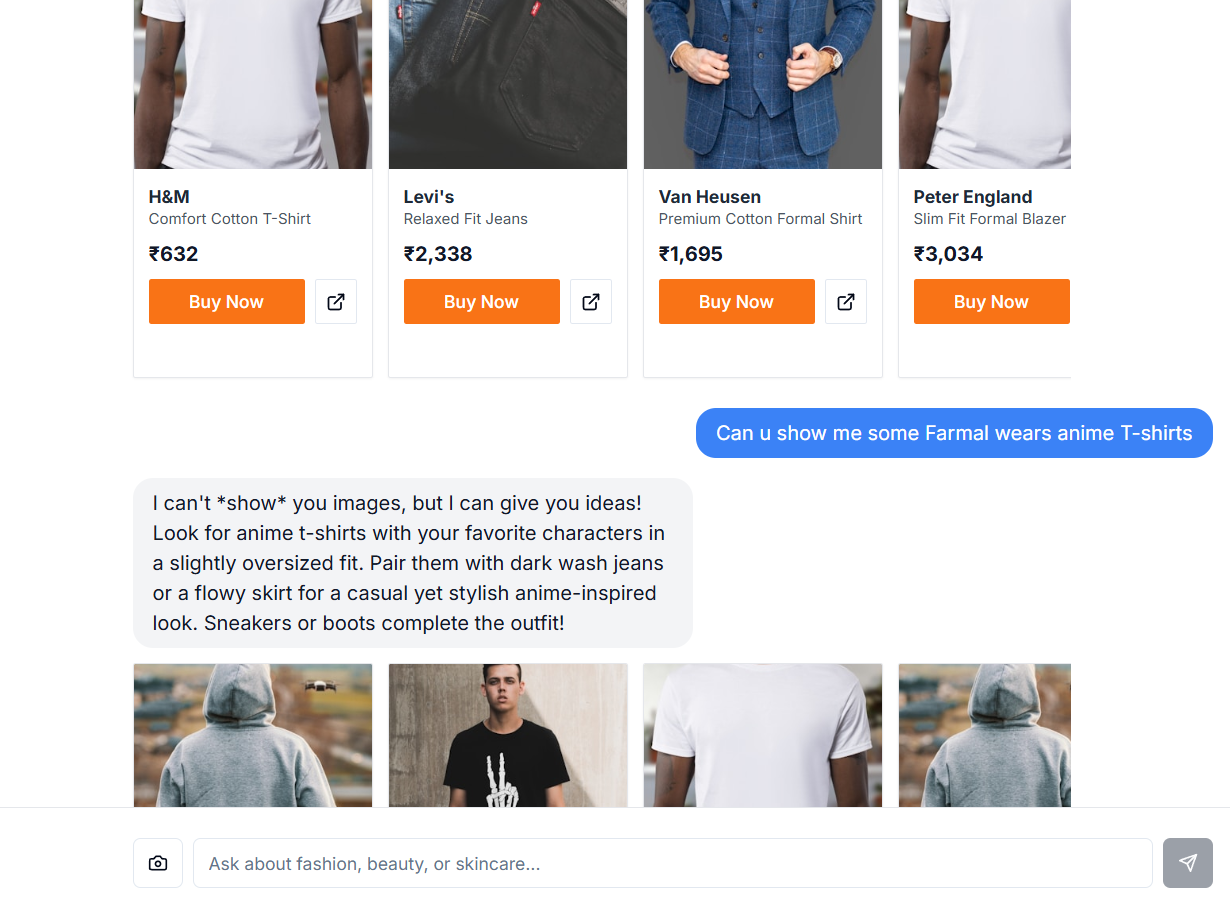 H&M
Comfort Cotton T-Shirt
₹632
Buy Now
Levi's
Relaxed Fit Jeans
₹2,338
Buy Now
Van Heusen
Premium Cotton Formal Shirt
₹1,695
Buy Now
Peter England
Slim Fit Formal Blazer
₹3,034
Buy Now
Can u show me some Farmal wears anime T-shirts
I can't *show* you images, but I can give you ideas!
Look for anime t-shirts with your favorite characters in
a slightly oversized fit. Pair them with dark wash jeans
or a flowy skirt for a casual yet stylish anime-inspired
look. Sneakers or boots complete the outfit!
Ask about fashion, beauty, or skincare...